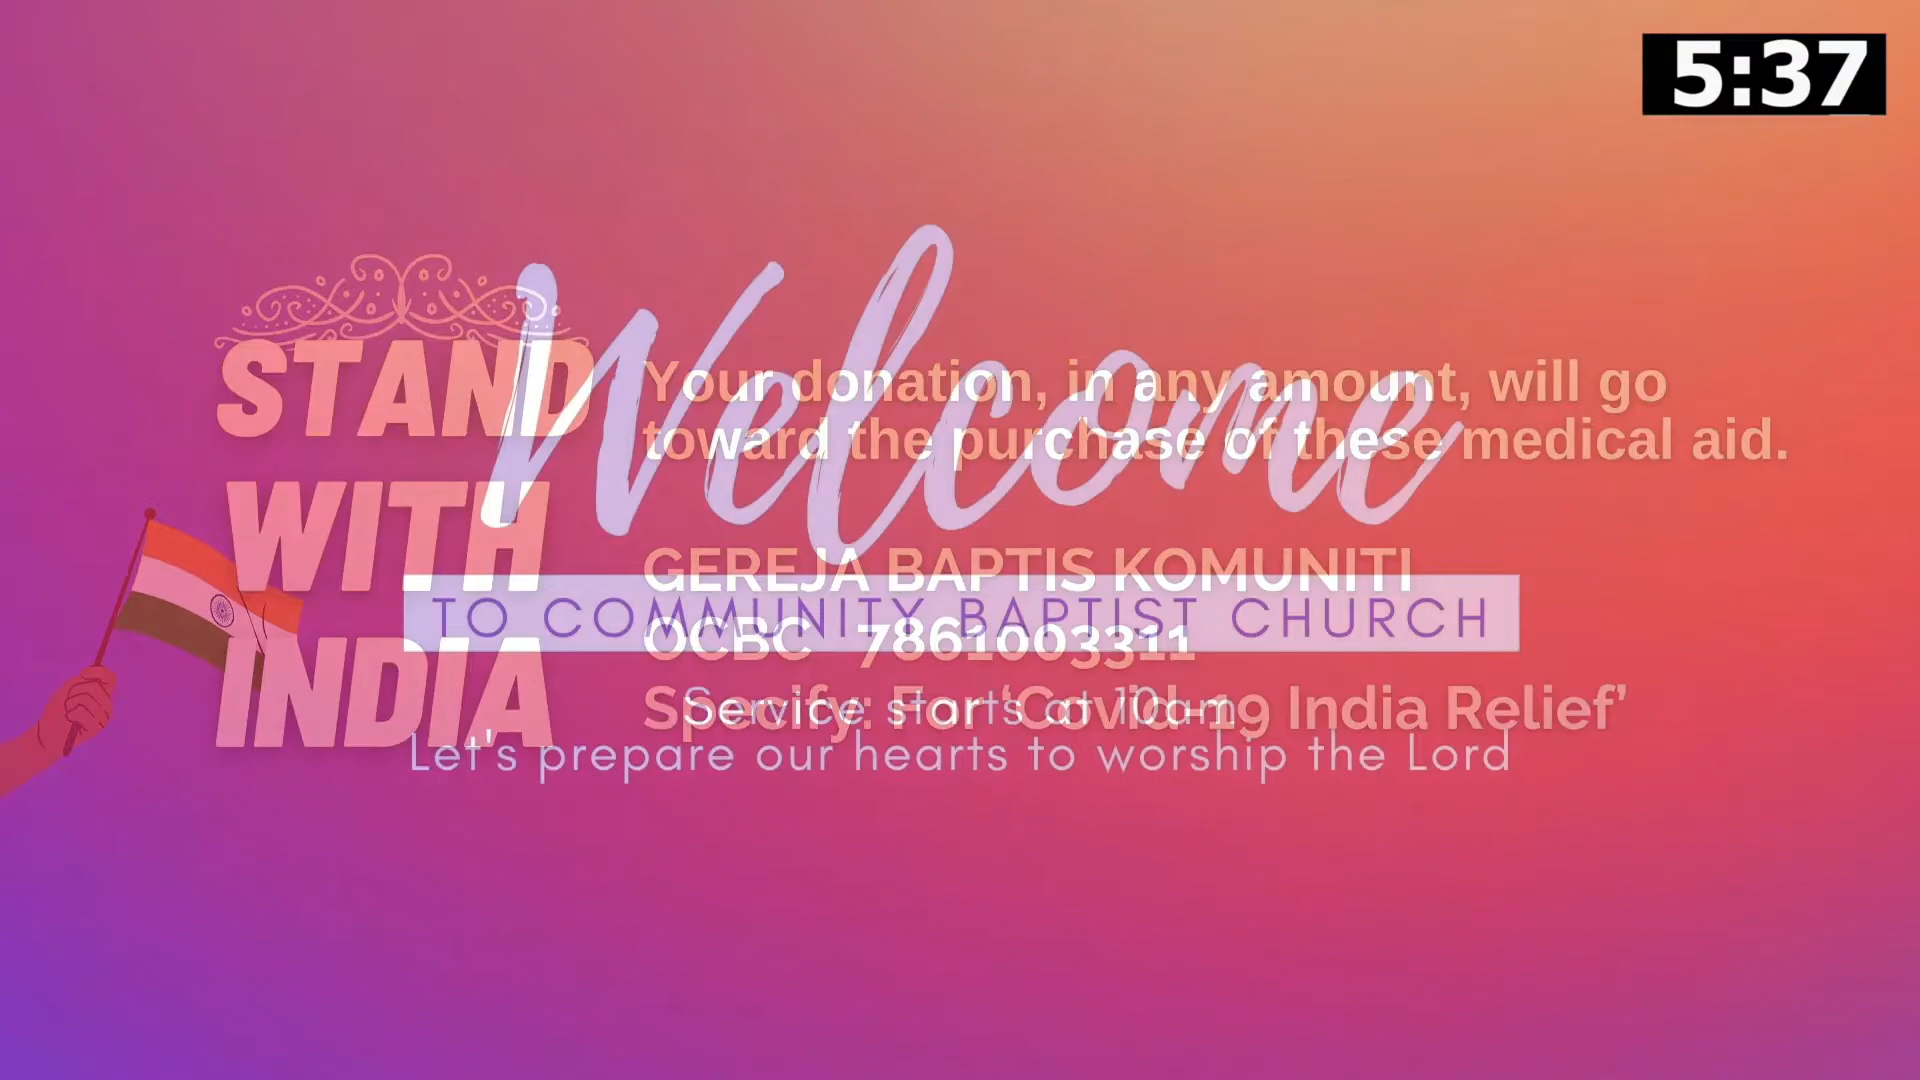 5:37
STAND
WITH
INDIA
Your donation, in any amount, will go
toward the purchase of these medical aid.
GEREJA BAPTIS KOMUNITI
OCBC 7861003311
Specify: For ‘Covid-19 India Relief’
Welcome
TO COMMUNITY BAPTIST CHURCH
Service starts at 10am
Let's prepare our hearts to worship the Lord